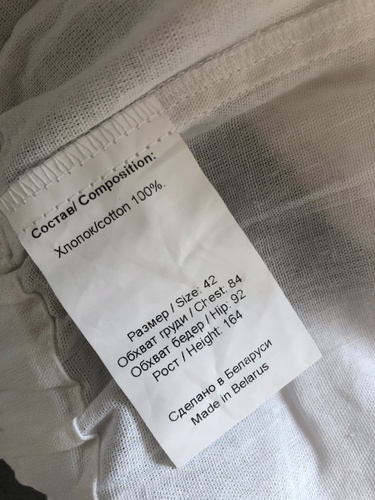 Состав/ Composition:
Хлопок/cotton 100%.
Размер / Size: 42
Обхват груди / Chest: 84
Обхват бедер / Hip: 92
Рост / Height: 164
Сделано в Беларуси
Made in Belarus